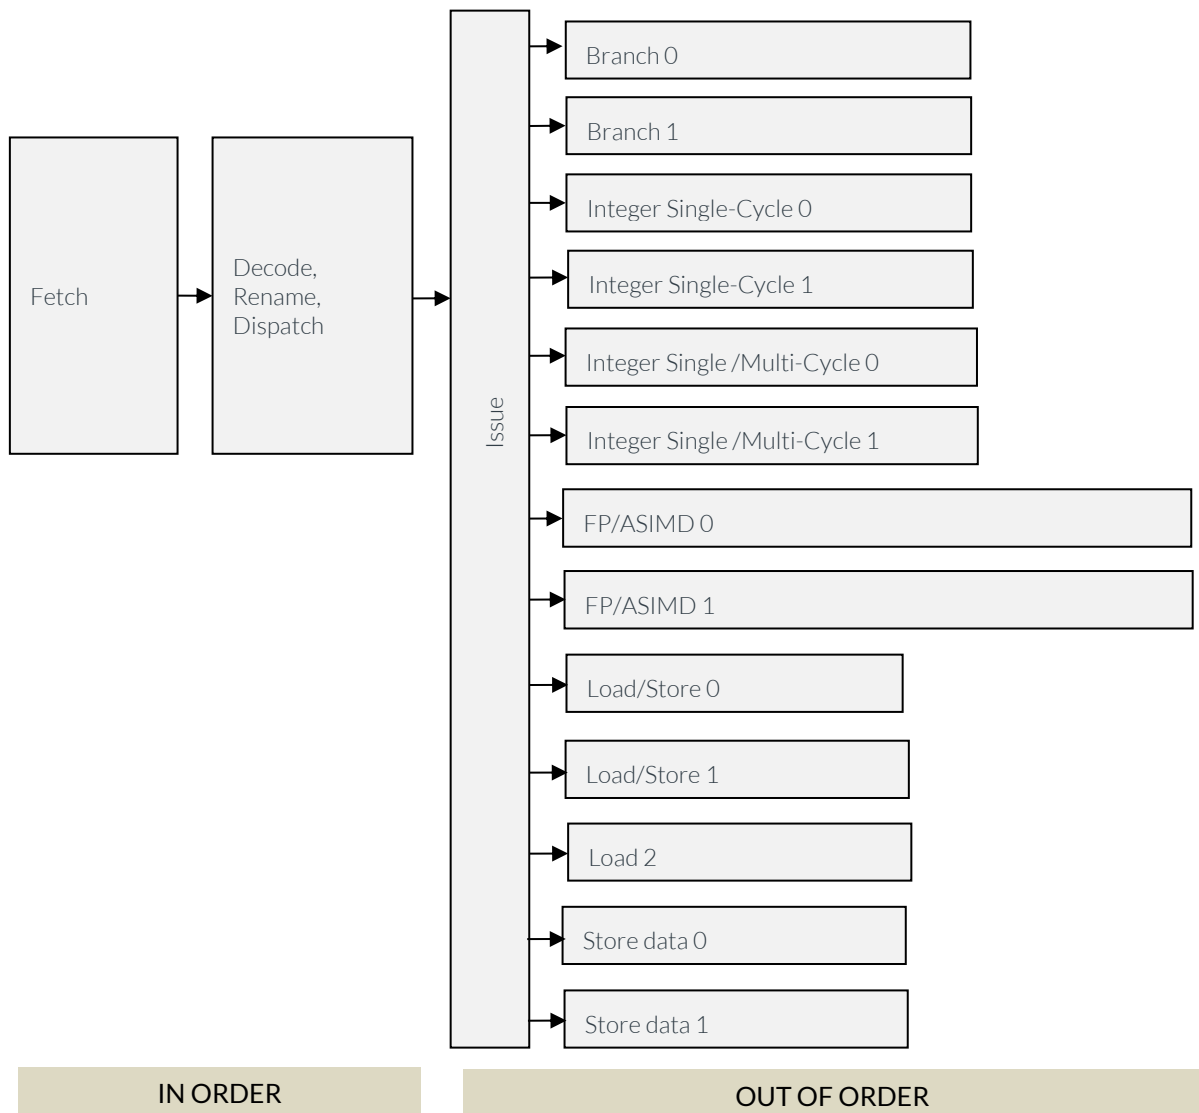 Fetch
Decode,
Rename,
Dispatch
Issue
Branch 0
Branch 1
Integer Single-Cycle 0
Integer Single-Cycle 1
Integer Single /Multi-Cycle 0
Integer Single /Multi-Cycle 1
FP/ASIMD 0
FP/ASIMD 1
Load/Store 0
Load/Store 1
Load 2
Store data 0
Store data 1
IN ORDER
OUT OF ORDER